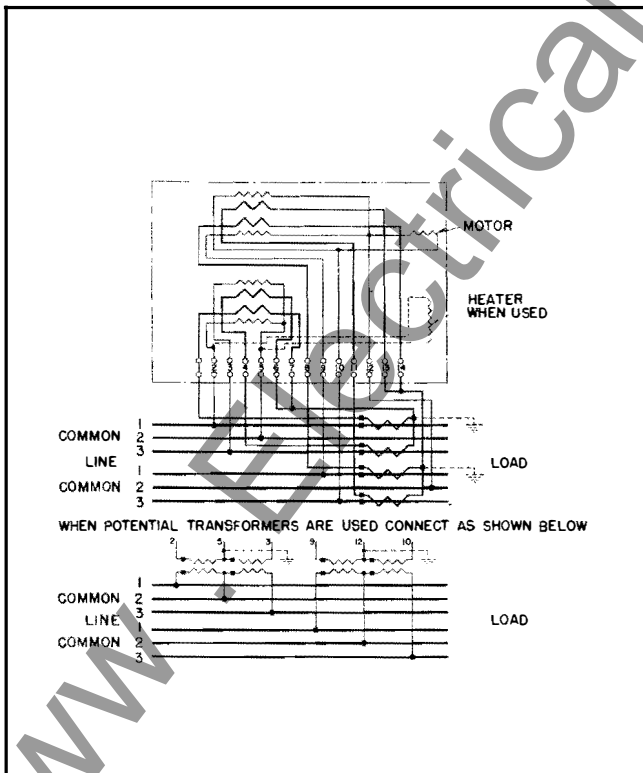 MOTOR
HEATER
WHEN USED
1 2 3 4 5 6 7 8 9 10 11 12 13 14
1
COMMON 2
3
LINE
1
COMMON 2
3
LOAD
WHEN POTENTIAL TRANSFORMERS ARE USED CONNECT AS SHOWN BELOW
2 5 3 9 12 10
1
COMMON 2
3
LINE
1
COMMON 2
3
LOAD
ww . Electrical